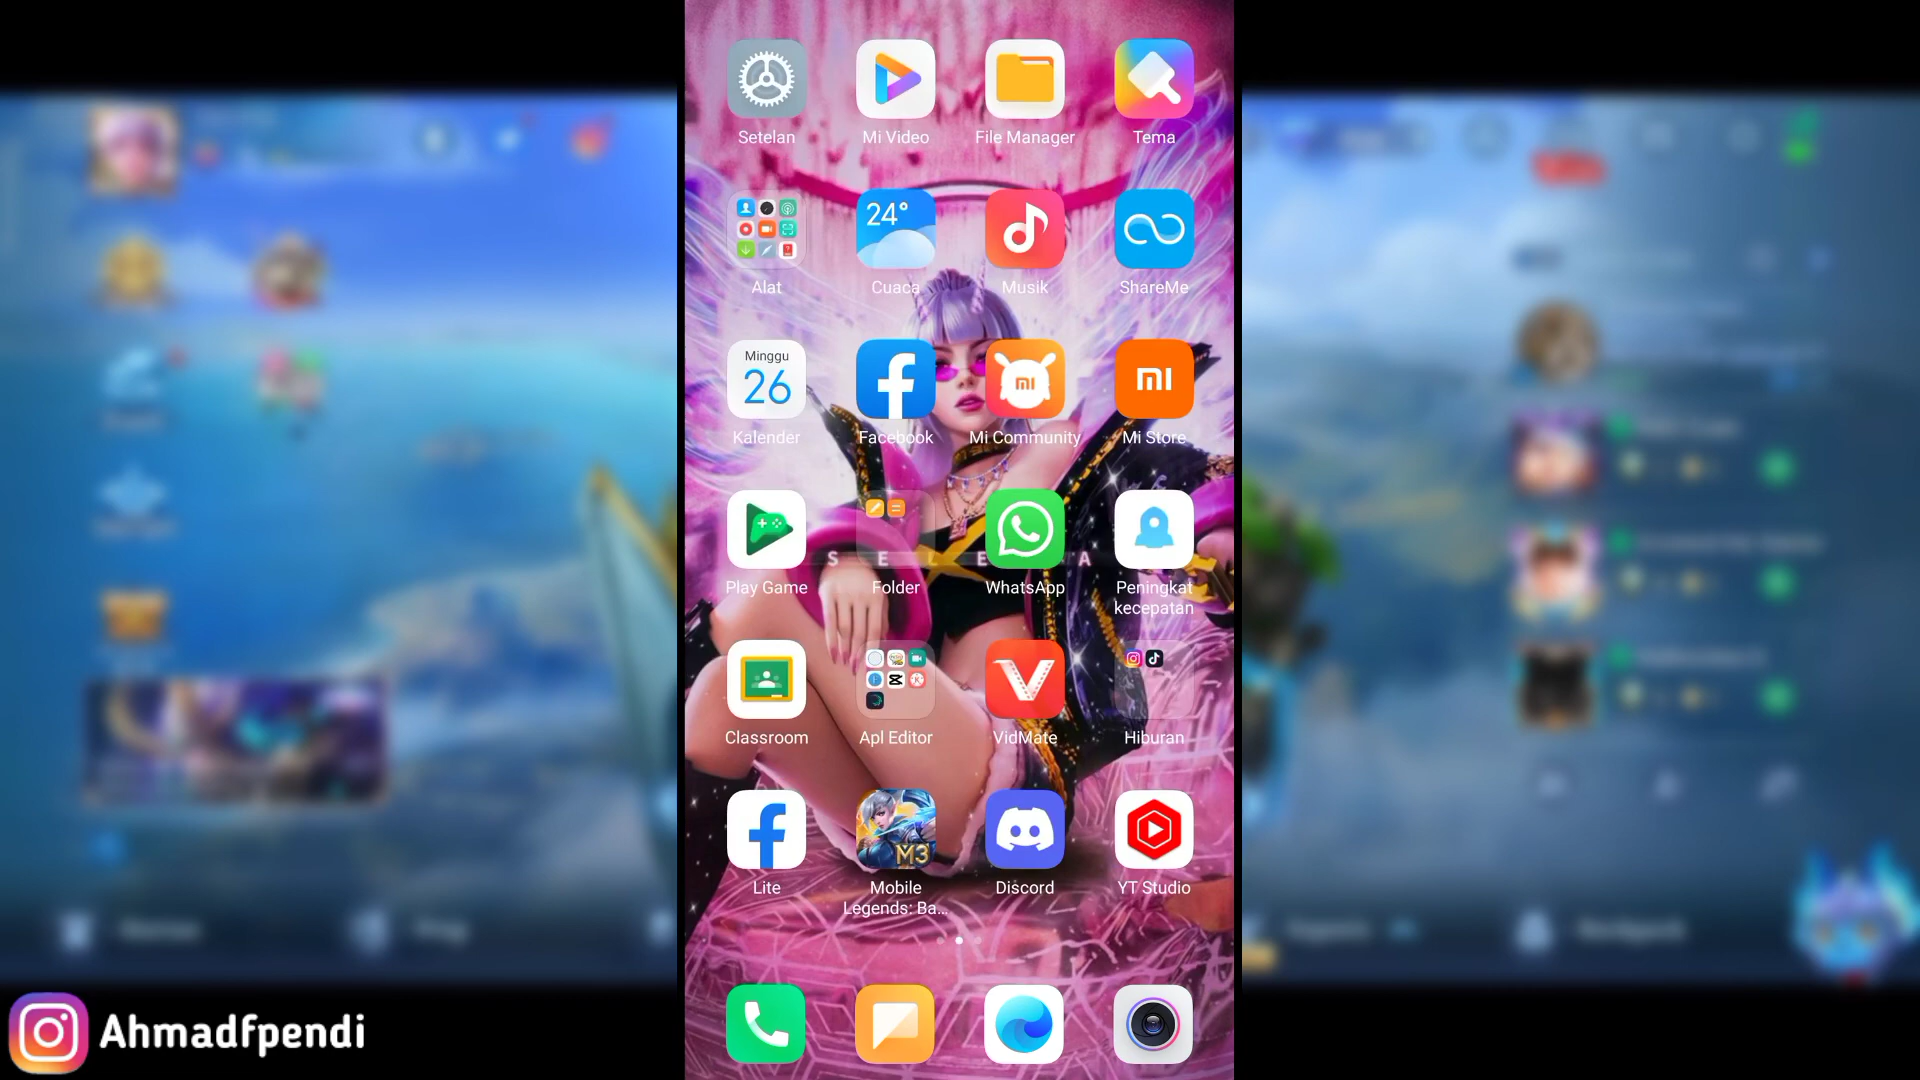 Setelan
Mi Video
File Manager
Tema
24°
Alat
Cuaca
Musik
ShareMe
Minggu
26
mi
mi
Kalender
Facebook
Mi Community
Mi Store
S E L E N A
Play Game
Folder
WhatsApp
Peningkat
kecepatan
Classroom
Apl Editor
VidMate
Hiburan
M3
Lite
Mobile
Legends: Ba...
Discord
YT Studio
Ahmadfpendi